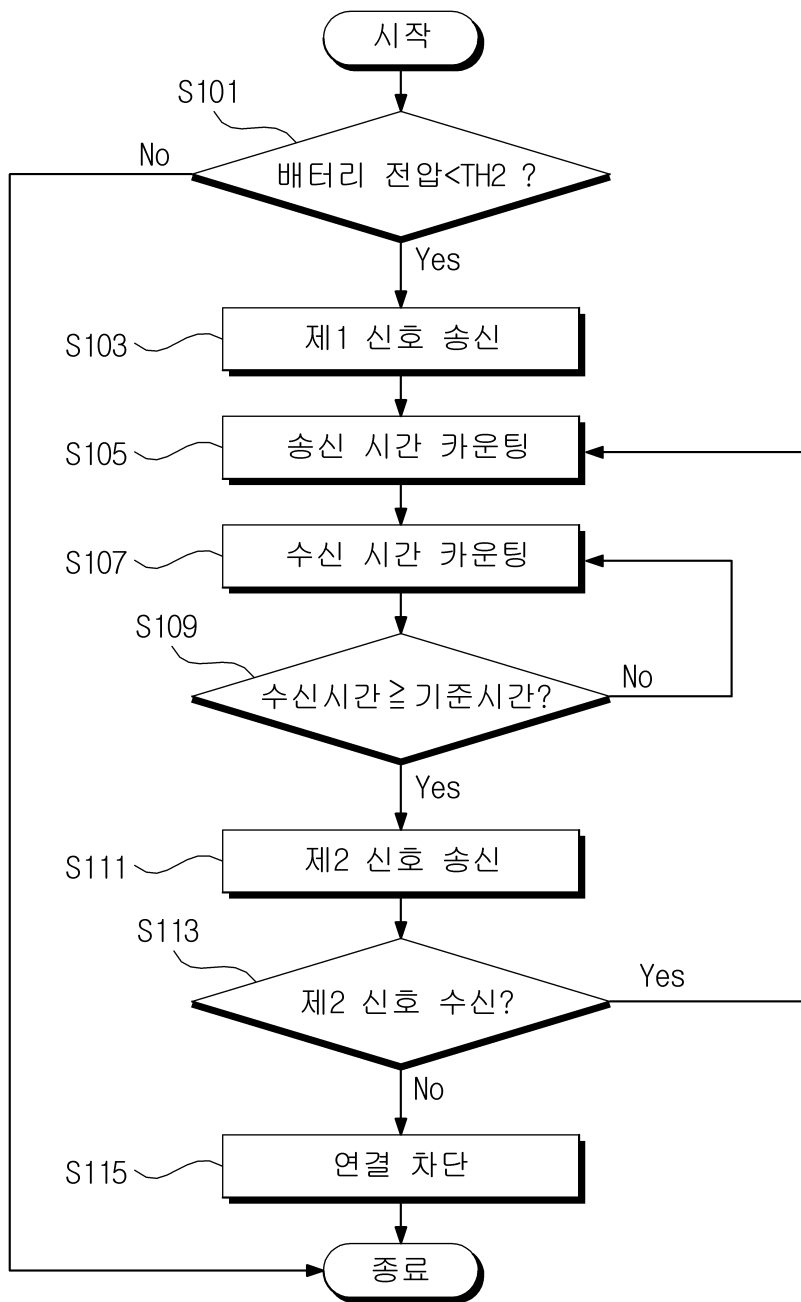 시작
S101
No
배터리 전압<TH2 ?
Yes
S103
제1 신호 송신
S105
송신 시간 카운팅
S107
수신 시간 카운팅
S109
수신시간≧기준시간?
No
Yes
S111
제2 신호 송신
S113
제2 신호 수신?
Yes
No
S115
연결 차단
종료